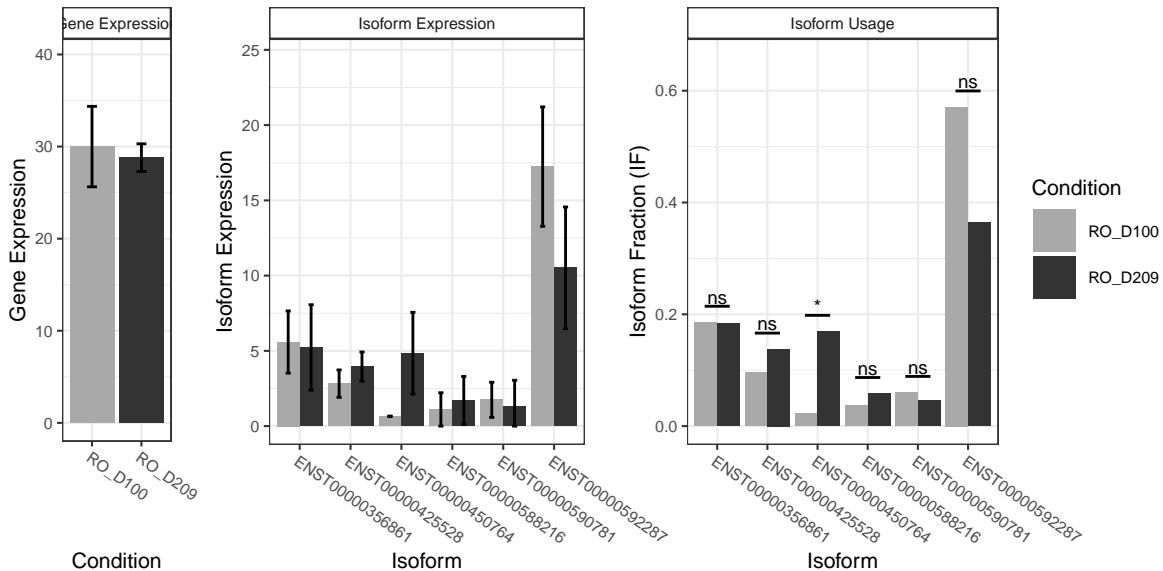 Gene Expression
Isoform Expression
Isoform Usage
Gene Expression
40
30
20
10
0
RO_D100
RO_D209
Condition
Isoform Expression
25
20
15
10
5
0
ENST00000356861
ENST00000425528
ENST00000450764
ENST00000588216
ENST00000590781
ENST00000592287
Isoform
Isoform Fraction (IF)
0.6
0.4
0.2
0.0
ns
ns
*
ns
ns
ns
ENST00000356861
ENST00000425528
ENST00000450764
ENST00000588216
ENST00000590781
ENST00000592287
Isoform
Condition
RO_D100
RO_D209